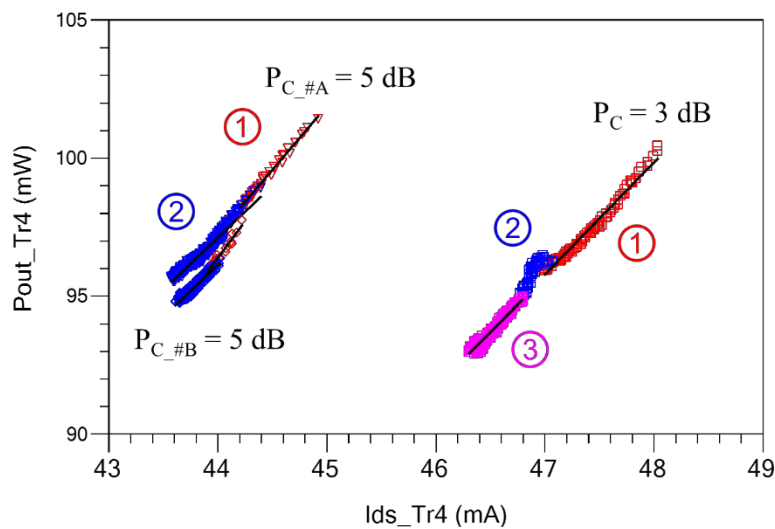 105
P_C_#A = 5 dB
P_C = 3 dB
1
100
2
2
1
Pout_Tr4 (mW)
95
P_C_#B = 5 dB
3
90
43 44 45 46 47 48 49
Ids_Tr4 (mA)